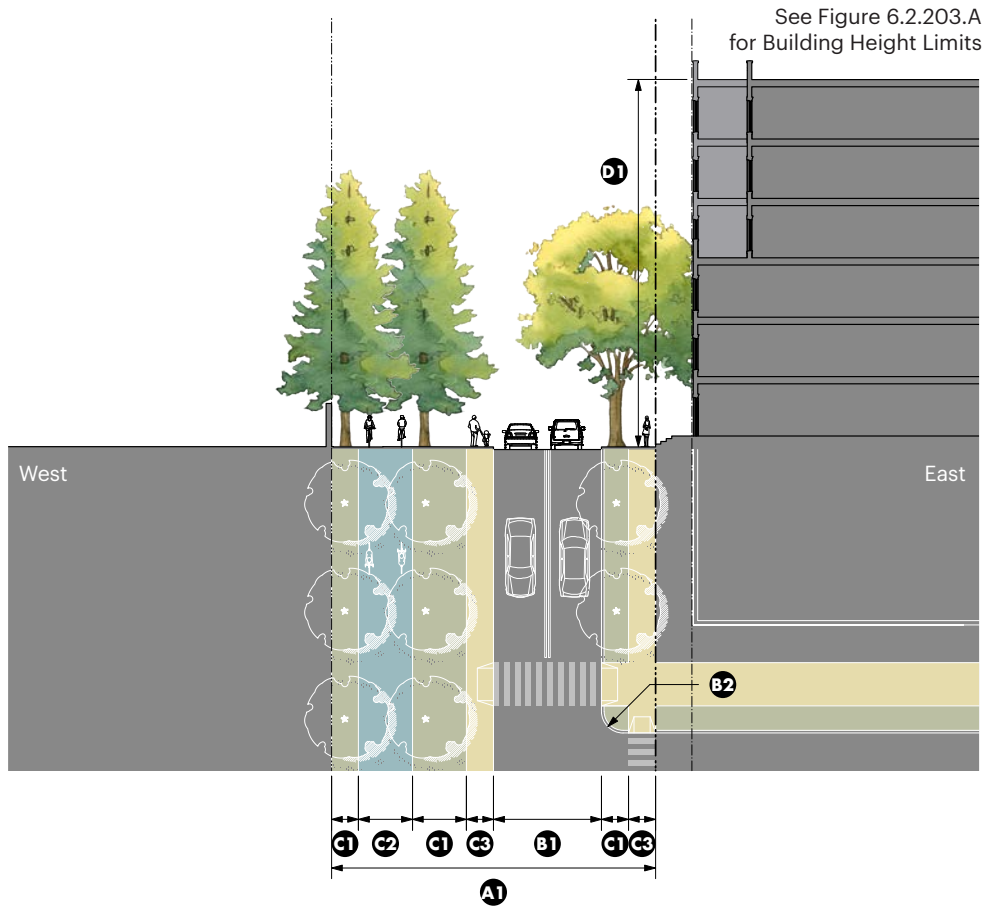 See Figure 6.2.203.A
for Building Height Limits
D1
West
East
B2
C1 C2 C1 C3 B1 C1 C3
A1